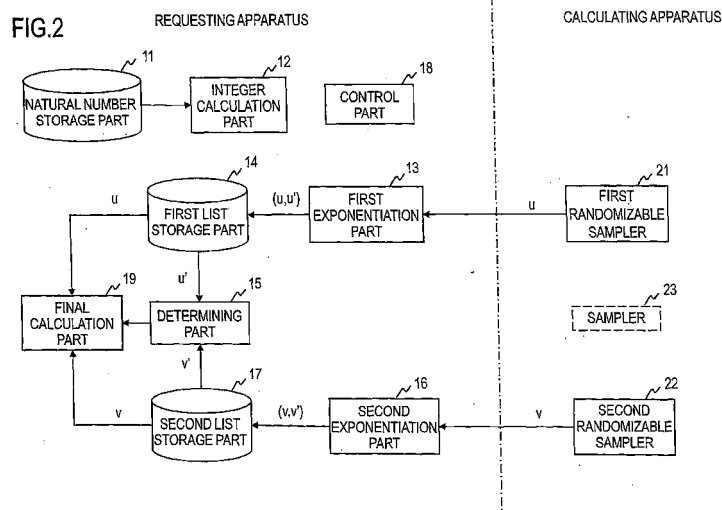 FIG.2
REQUESTING APPARATUS
CALCULATING APPARATUS
11
NATURAL NUMBER
STORAGE PART
12
INTEGER
CALCULATION
PART
18
CONTROL
PART
14
FIRST LIST
STORAGE PART
(u,u')
13
FIRST
EXPONENTIATION
PART
u
21
FIRST
RANDOMIZABLE
SAMPLER
u
u'
19
FINAL
CALCULATION
PART
15
DETERMINING
PART
23
SAMPLER
v'
17
SECOND LIST
STORAGE PART
v
(v,v')
16
SECOND
EXPONENTIATION
PART
v
22
SECOND
RANDOMIZABLE
SAMPLER